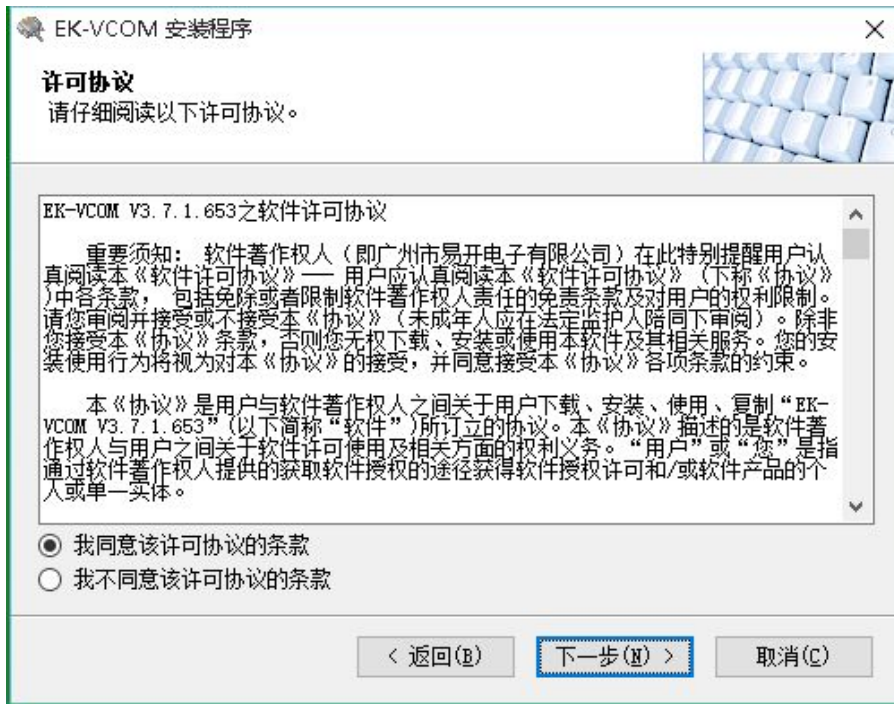 EK-VCOM 安装程序
许可协议
请仔细阅读以下许可协议。
EK-VCOM V3.7.1.653之软件许可协议
重要须知： 软件著作权人（即广州市易开电子有限公司）在此特别提醒用户认
真阅读本《软件许可协议》—— 用户应认真阅读本《软件许可协议》（下称《协议》
)中各条款， 包括免除或者限制软件著作权人责任的免责条款及对用户的权利限制。
请您审阅并接受或不接受本《协议》（未成年人应在法定监护人陪同下审阅）。除非
您接受本《协议》条款，否则您无权下载、安装或使用本软件及其相关服务。您的安
装使用行为将视为对本《协议》的接受，并同意接受本《协议》各项条款的约束。
本《协议》是用户与软件著作权人之间关于用户下载、安装、使用、复制“EK-
VCOM V3.7.1.653”(以下简称“软件”)所订立的协议。本《协议》描述的是软件著
作权人与用户之间关于软件许可使用及相关方面的权利义务。“用户”或“您”是指
通过软件著作权人提供的获取软件授权的途径获得软件授权许可和/或软件产品的个
人或单一实体。
我同意该许可协议的条款
我不同意该许可协议的条款
< 返回(B) 下一步(N) > 取消(C)